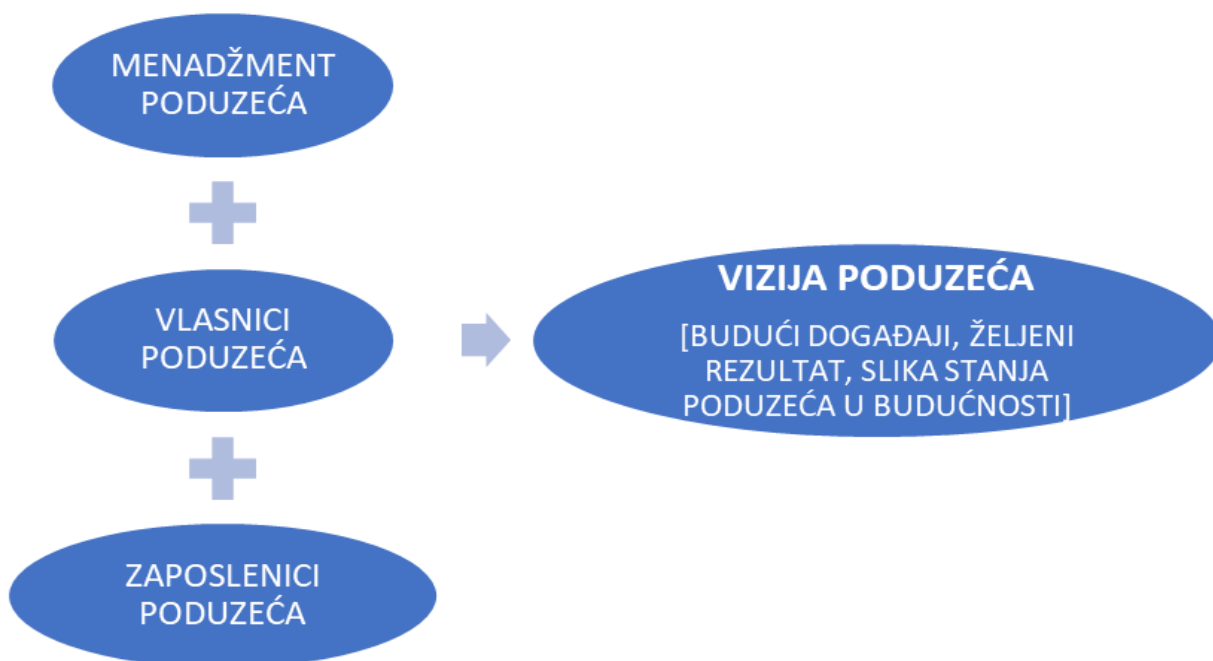 MENADŽMENT
PODUZEĆA
VLASNICI
PODUZEĆA
ZAPOSLENICI
PODUZEĆA
VIZIJA PODUZEĆA
[BUDUĆI DOGAĐAJI, ŽELJENI
REZULTAT, SLIKA STANJA
PODUZEĆA U BUDUĆNOSTI]